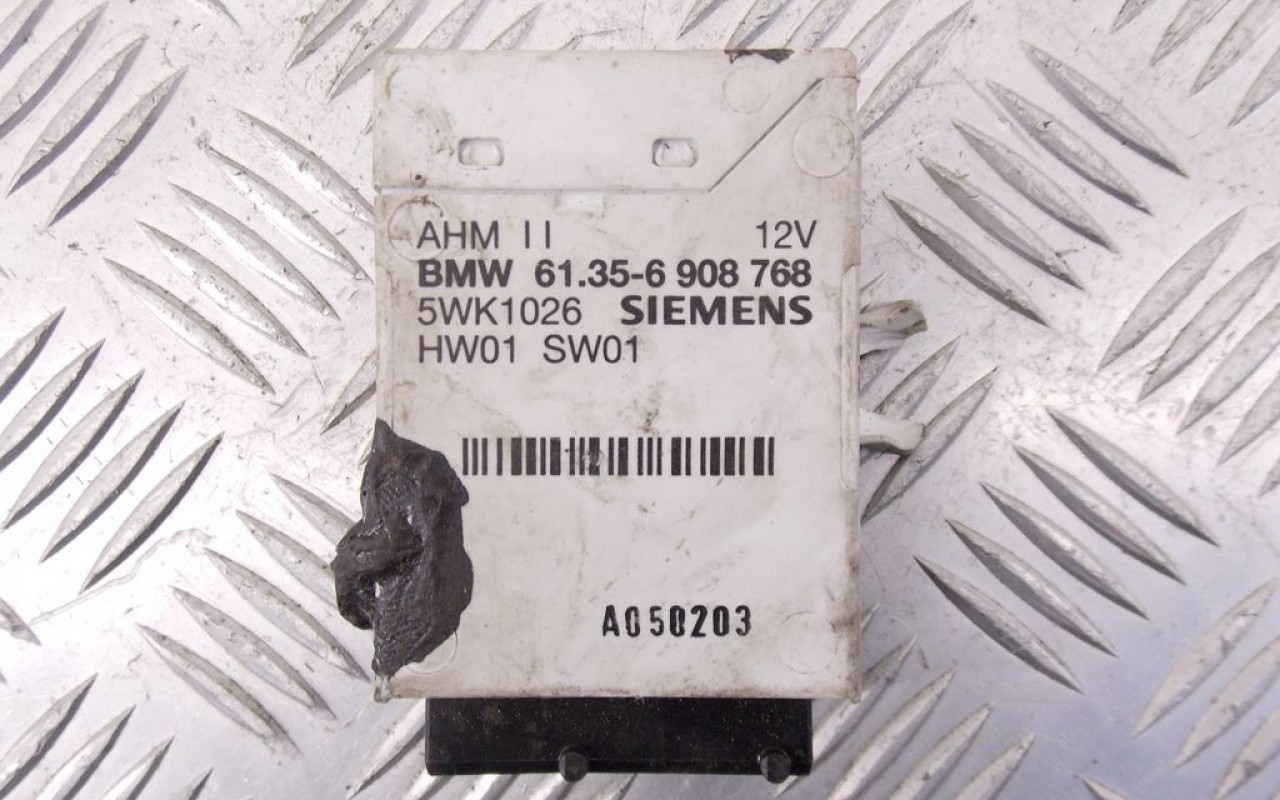 AHM II 12V
BMW 61.35-6 908 768
5WK1026 SIEMENS
HW01 SW01
A050203